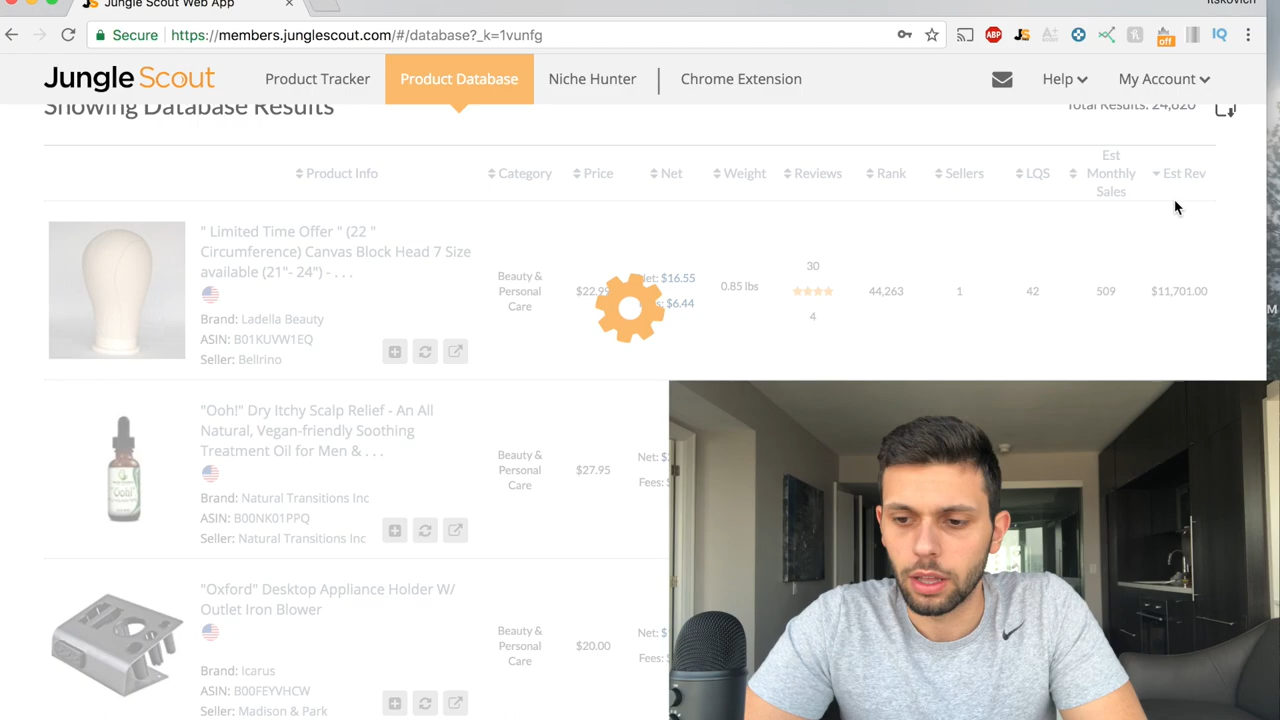 Jungle Scout Web App
×
Itskovich
Secure
https://members.junglescout.com/#/database?_k=1vunfg
ABP
JS
A+
off
IQ
Jungle Scout
Product Tracker
Product Database
Niche Hunter
Chrome Extension
Help
My Account
Showing Database Results
Total Results: 24,620
Product Info
Category
Price
Net
Weight
Reviews
Rank
Sellers
LQS
Est
Monthly
Sales
Est Rev
" Limited Time Offer " (22 "
Circumference) Canvas Block Head 7 Size
available (21"- 24") - . . .
Brand: Ladella Beauty
ASIN: B01KUVW1EQ
Seller: Bellrino
Beauty &
Personal
Care
$22.99
Net: $16.55
$6.44
0.85 lbs
30
4
44,263
1
42
509
$11,701.00
"Ooh!" Dry Itchy Scalp Relief - An All
Natural, Vegan-friendly Soothing
Treatment Oil for Men & . . .
Brand: Natural Transitions Inc
ASIN: B00NK01PPQ
Seller: Natural Transitions Inc
Beauty &
Personal
Care
$27.95
Net:
Fees:
"Oxford" Desktop Appliance Holder W/
Outlet Iron Blower
Brand: Icarus
ASIN: B00FEYVHCW
Seller: Madison & Park
Beauty &
Personal
Care
$20.00
Net:
Fees: